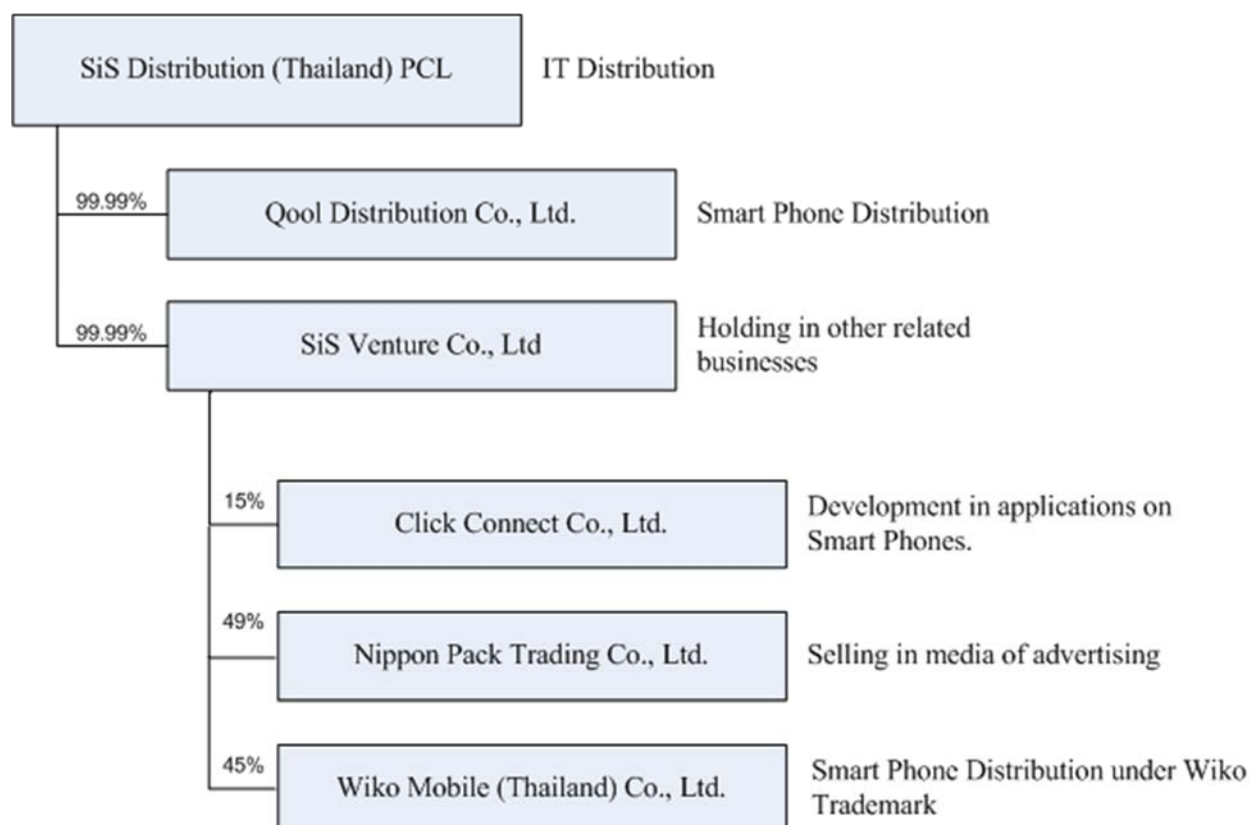 SiS Distribution (Thailand) PCL
IT Distribution
99.99%
Qool Distribution Co., Ltd.
Smart Phone Distribution
99.99%
SiS Venture Co., Ltd
Holding in other related
businesses
15%
Click Connect Co., Ltd.
Development in applications on
Smart Phones.
49%
Nippon Pack Trading Co., Ltd.
Selling in media of advertising
45%
Wiko Mobile (Thailand) Co., Ltd.
Smart Phone Distribution under Wiko
Trademark